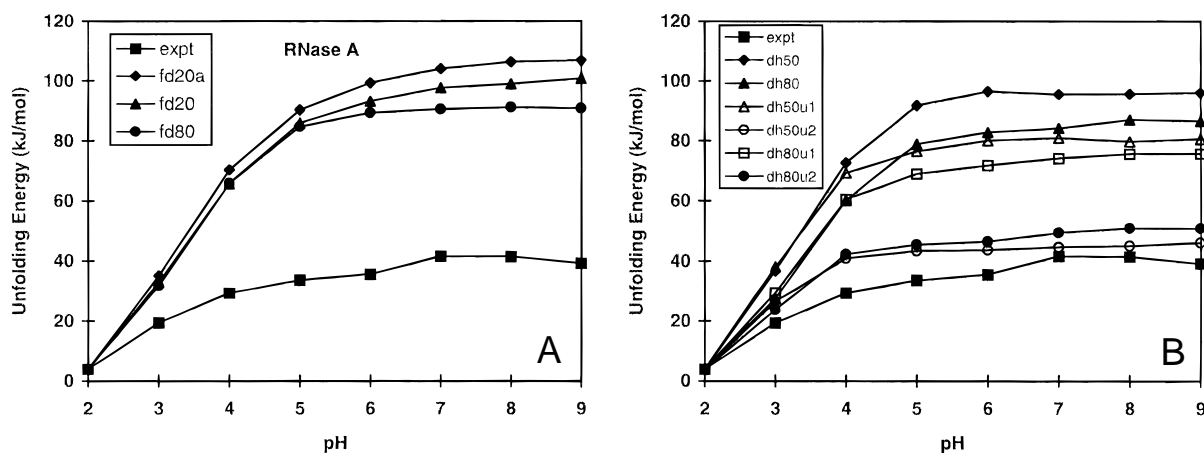 120
100
80
60
40
20
0
Unfolding Energy (kJ/mol)
expt
fd20a
fd20
fd80
RNase A
A
2 3 4 5 6 7 8 9
pH
120
100
80
60
40
20
0
Unfolding Energy (kJ/mol)
expt
dh50
dh80
dh50u1
dh50u2
dh80u1
dh80u2
B
2 3 4 5 6 7 8 9
pH